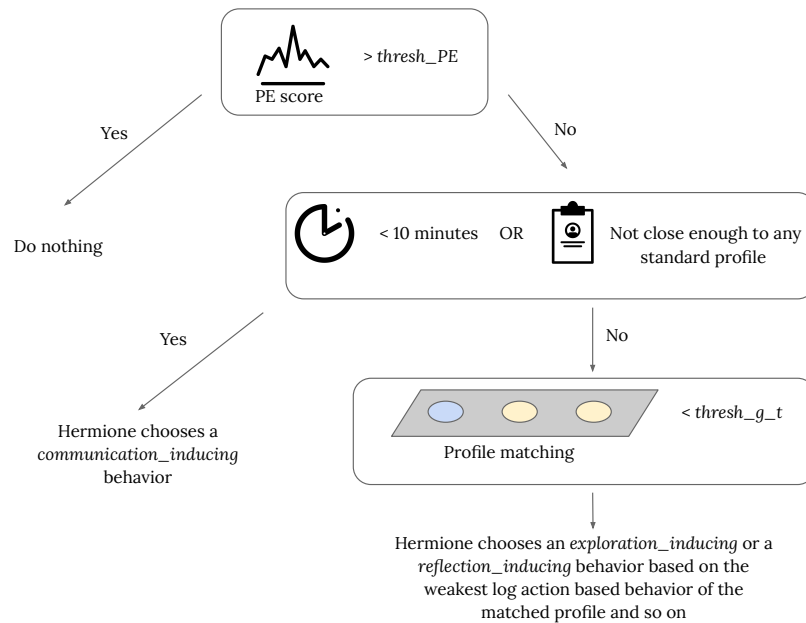 > thresh_PE
PE score
Yes
No
Do nothing
< 10 minutes OR Not close enough to any
standard profile
Yes
No
Hermione chooses a
communication_inducing
behavior
< thresh_g_t
Profile matching
Hermione chooses an exploration_inducing or a
reflection_inducing behavior based on the
weakest log action based behavior of the
matched profile and so on